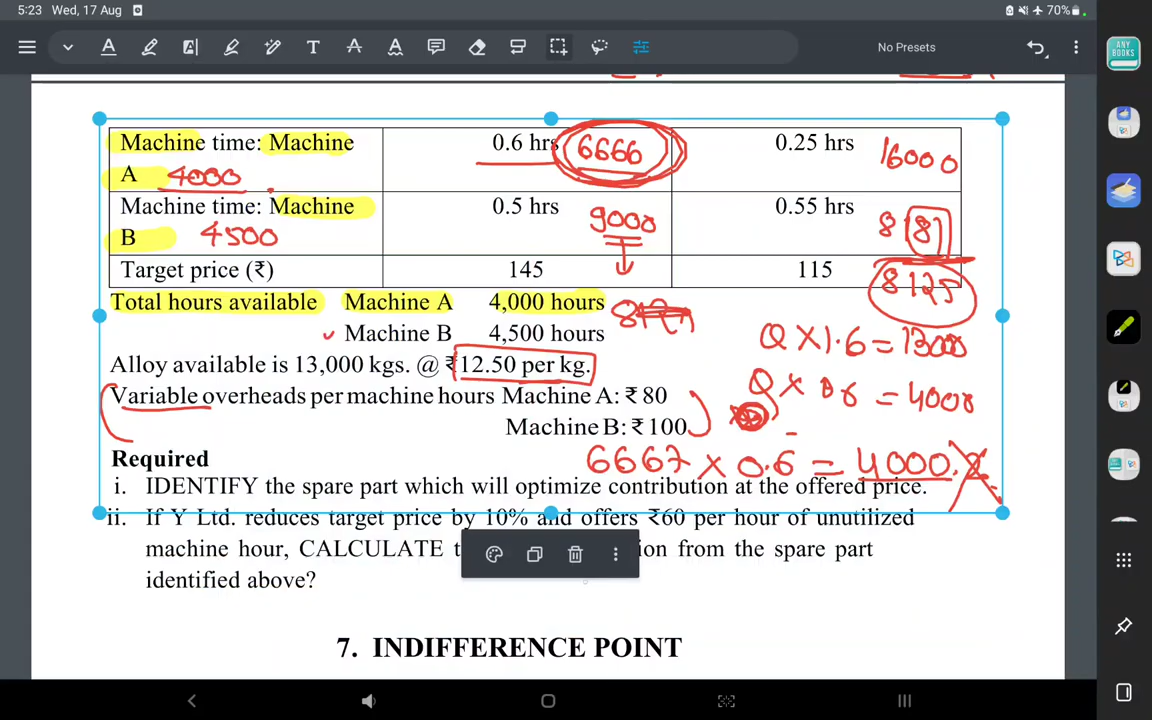 5:23 Wed, 17 Aug 70%
T A No Presets
ANY BOOKS
Machine time: Machine A 4000 0.6 hrs 6666 0.25 hrs 16000
Machine time: Machine B 4500 0.5 hrs 9000 0.55 hrs 8181
Target price (₹) 145 115 8125
Total hours available Machine A 4,000 hours
Machine B 4,500 hours
Q X 1.6 = 13000
Alloy available is 13,000 kgs. @ ₹12.50 per kg.
Variable overheads per machine hours Machine A: ₹ 80
= 4000
Machine B: ₹ 100
6667 X 0.6 = 4000.2
Required
i. IDENTIFY the spare part which will optimize contribution at the offered price.
ii. If Y Ltd. reduces target price by 10% and offers ₹60 per hour of unutilized
machine hour, CALCULATE from the spare part
identified above?
7. INDIFFERENCE POINT